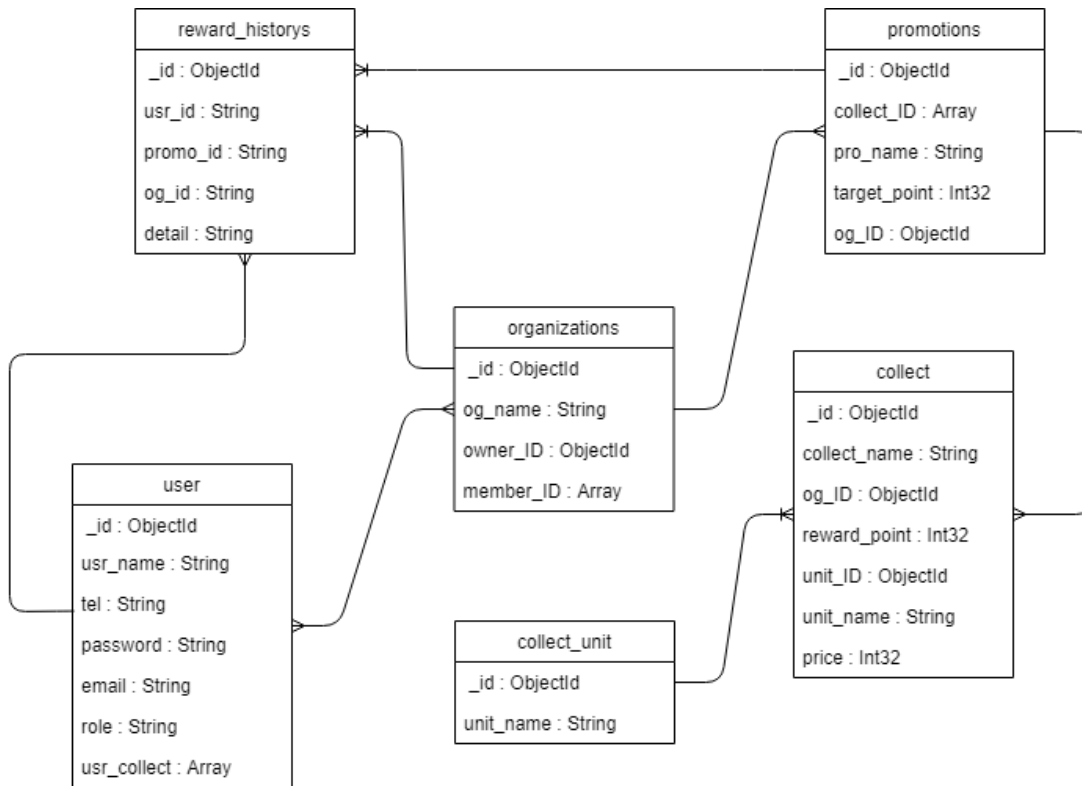 reward_historys
_id : ObjectId
usr_id : String
promo_id : String
og_id : String
detail : String
promotions
_id : ObjectId
collect_ID : Array
pro_name : String
target_point : Int32
og_ID : ObjectId
organizations
_id : ObjectId
og_name : String
owner_ID : ObjectId
member_ID : Array
collect
_id : ObjectId
collect_name : String
og_ID : ObjectId
reward_point : Int32
unit_ID : ObjectId
unit_name : String
price : Int32
user
_id : ObjectId
usr_name : String
tel : String
password : String
email : String
role : String
usr_collect : Array
collect_unit
_id : ObjectId
unit_name : String